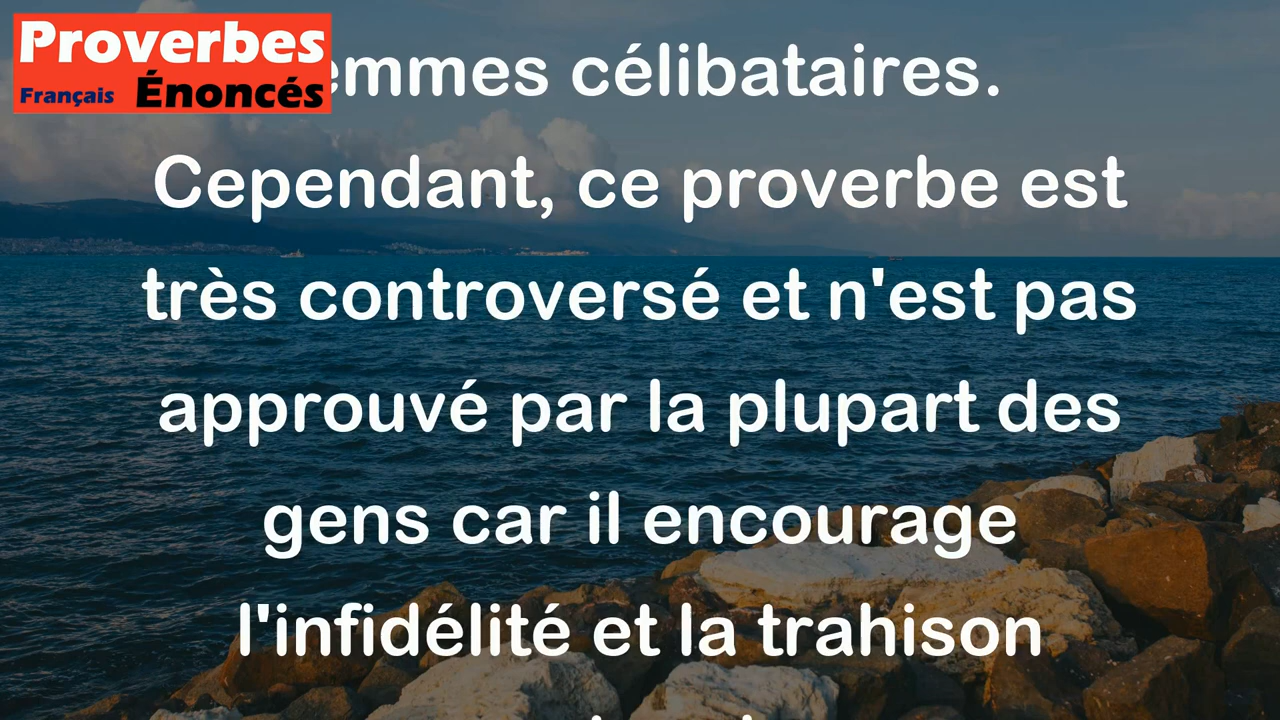 Proverbes
Français Énoncés
emmes célibataires.
Cependant, ce proverbe est
très controversé et n'est pas
approuvé par la plupart des
gens car il encourage
l'infidélité et la trahison